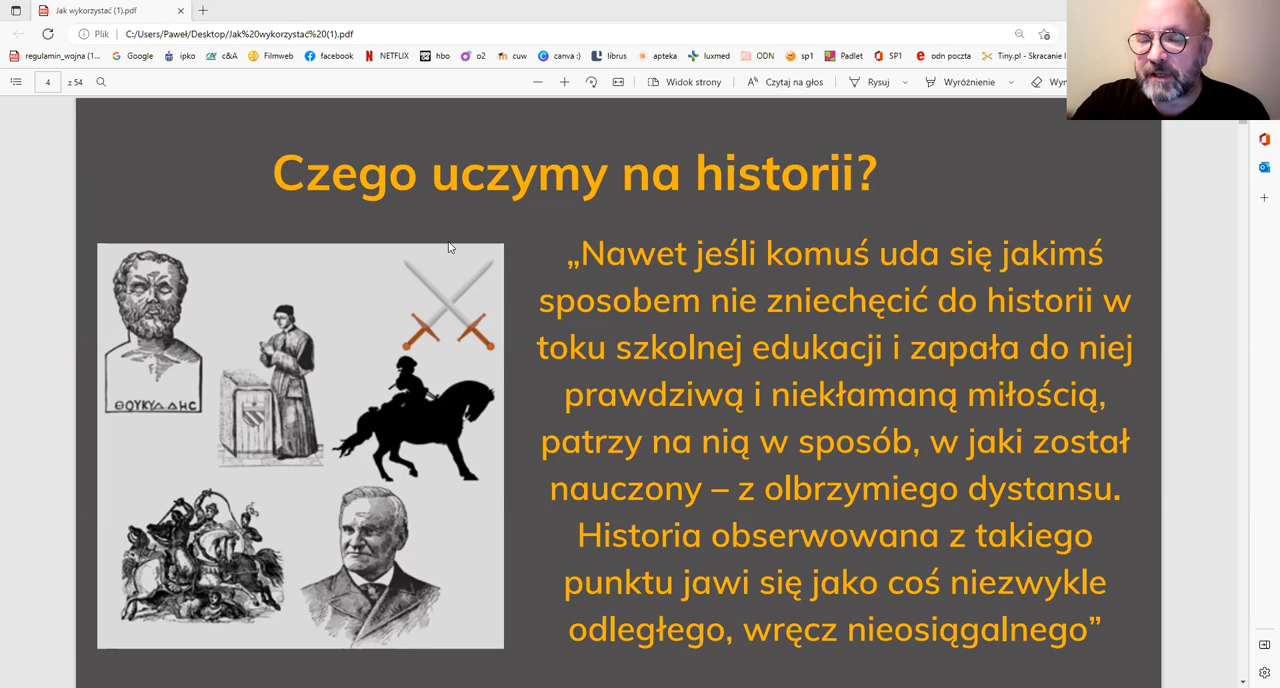 Jak wykorzystać (1).pdf
Plik
C:/Users/Paweł/Desktop/Jak%20wykorzystać%20(1).pdf
regulamin_wojna (1...
Google
ipko
c&A
Filmweb
facebook
NETFLIX
hbo
o2
cuw
canva :)
librus
apteka
luxmed
ODN
sp1
Padlet
SP1
odn poczta
Tiny.pl - Skracanie l
4 z 54
Widok strony
Czytaj na głos
Rysuj
Wyróżnienie
Wyn
Czego uczymy na historii?
ΘΟΥΚΥΔΔΗϹ
„Nawet jeśli komuś uda się jakimś
sposobem nie zniechęcić do historii w
toku szkolnej edukacji i zapała do niej
prawdziwą i niekłamaną miłością,
patrzy na nią w sposób, w jaki został
nauczony – z olbrzymiego dystansu.
Historia obserwowana z takiego
punktu jawi się jako coś niezwykle
odległego, wręcz nieosiągalnego”